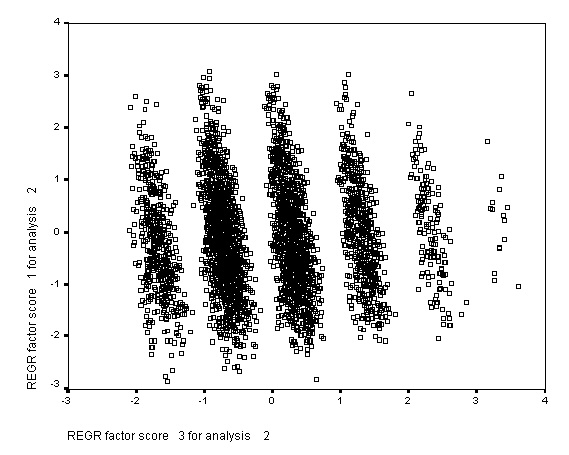 4
3
2
1
0
-1
-2
-3
REGR factor score 1 for analysis 2
-3 -2 -1 0 1 2 3 4
REGR factor score 3 for analysis 2